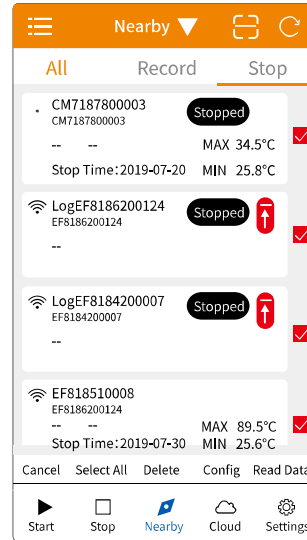 Nearby
All Record Stop
CM7187800003 Stopped
CM7187800003
-- -- MAX 34.5°C
Stop Time:2019-07-20 MIN 25.8°C
LogEF8186200124 Stopped
EF8186200124
--
LogEF8184200007 Stopped
EF8184200007
--
EF818510008
EF8186200124
-- -- MAX 89.5°C
Stop Time:2019-07-30 MIN 25.6°C
Cancel Select All Delete Config Read Data
Start Stop Nearby Cloud Settings